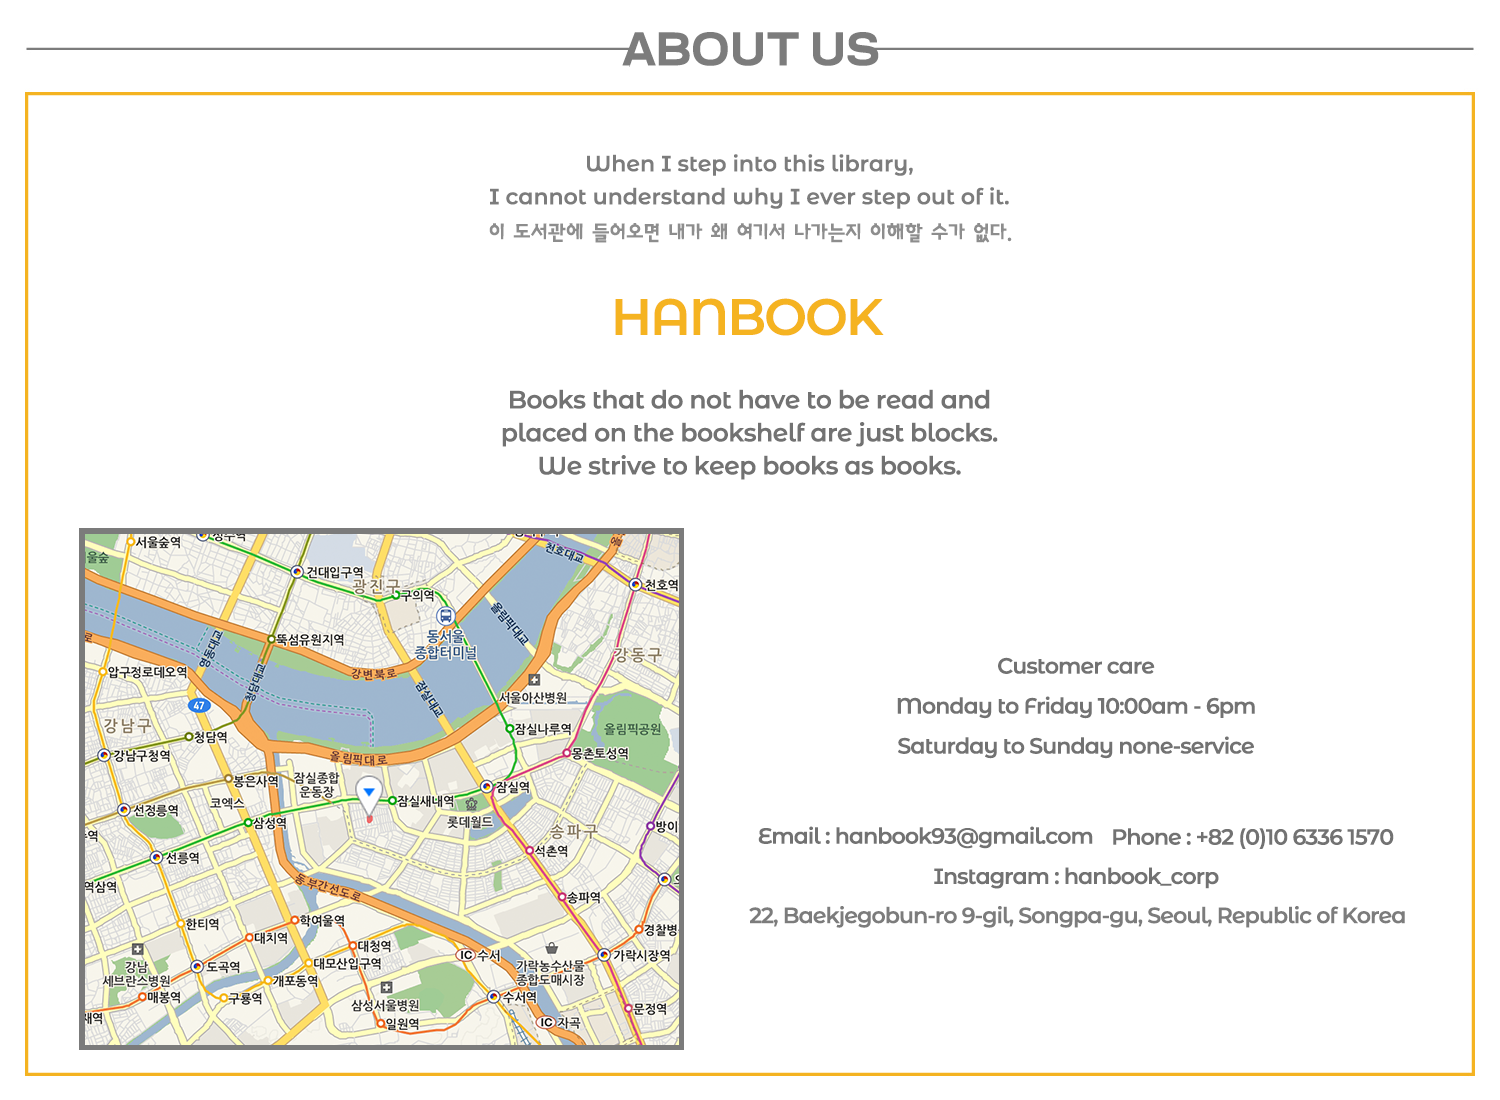 ABOUT US
When I step into this library,
I cannot understand why I ever step out of it.
이 도서관에 들어오면 내가 왜 여기서 나가는지 이해할 수가 없다.
HANBOOK
Books that do not have to be read and
placed on the bookshelf are just blocks.
We strive to keep books as books.
서울숲역
성수역
울숲
건대입구역
광진구
구의역
천호대교
천호역
동서울
종합터미널
올림픽대교
뚝섬유원지역
영동대교
청담대교
강변북로
잠실대교
강동구
압구정로데오역
47
서울아산병원
강남구
청담역
잠실나루역
올림픽공원
강남구청역
올림픽대로
몽촌토성역
봉은사역
잠실종합
운동장
잠실역
코엑스
잠실새내역
선정릉역
삼성역
롯데월드
송파구
방이
선릉역
석촌역
역삼역
동부간선도로
송파역
한티역
학여울역
대치역
대청역
경찰병
강남
세브란스병원
도곡역
대모산입구역
IC 수서
가락농수산물
종합도매시장
가락시장역
개포동역
매봉역
구룡역
삼성서울병원
수서역
일원역
IC 자곡
문정역
Customer care
Monday to Friday 10:00am - 6pm
Saturday to Sunday none-service
Email : hanbook93@gmail.com Phone : +82 (0)10 6336 1570
Instagram : hanbook_corp
22, Baekjegobun-ro 9-gil, Songpa-gu, Seoul, Republic of Korea